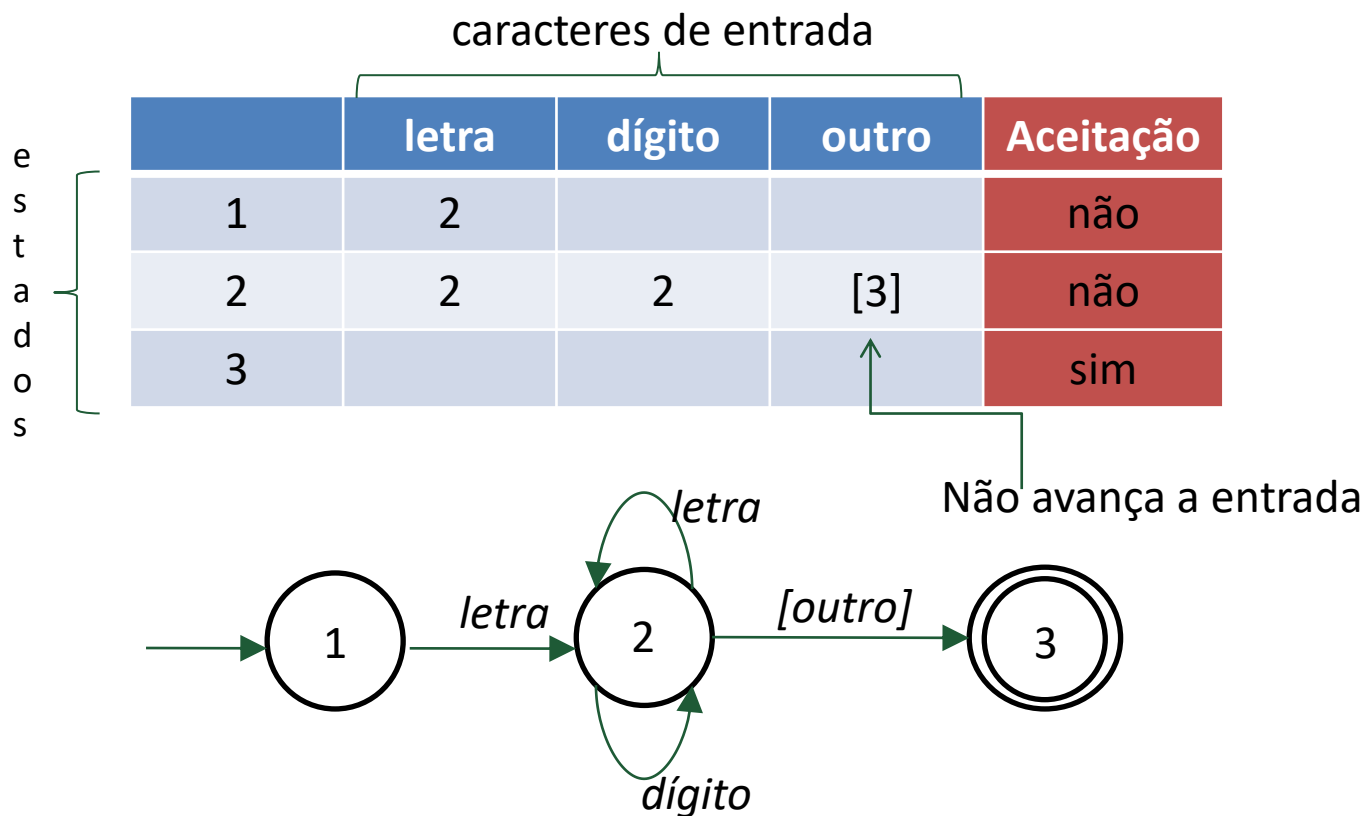 caracteres de entrada
letra dígito outro Aceitação
estados
1 2 não
2 2 2 [3] não
3 sim
Não avança a entrada
letra
1 letra 2 [outro] 3
dígito